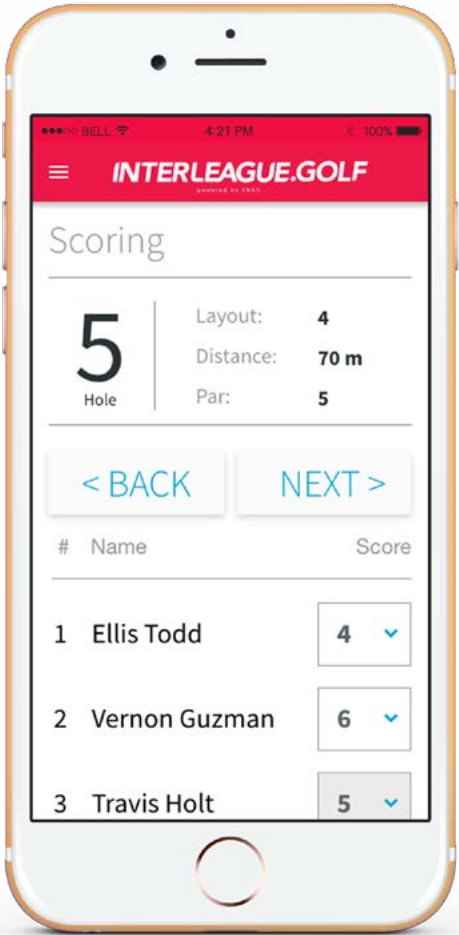 BELL 4:21 PM 100%
INTERLEAGUE.GOLF
Scoring
5
Hole
Layout: 4
Distance: 70 m
Par: 5
< BACK NEXT >
# Name Score
1 Ellis Todd 4
2 Vernon Guzman 6
3 Travis Holt 5